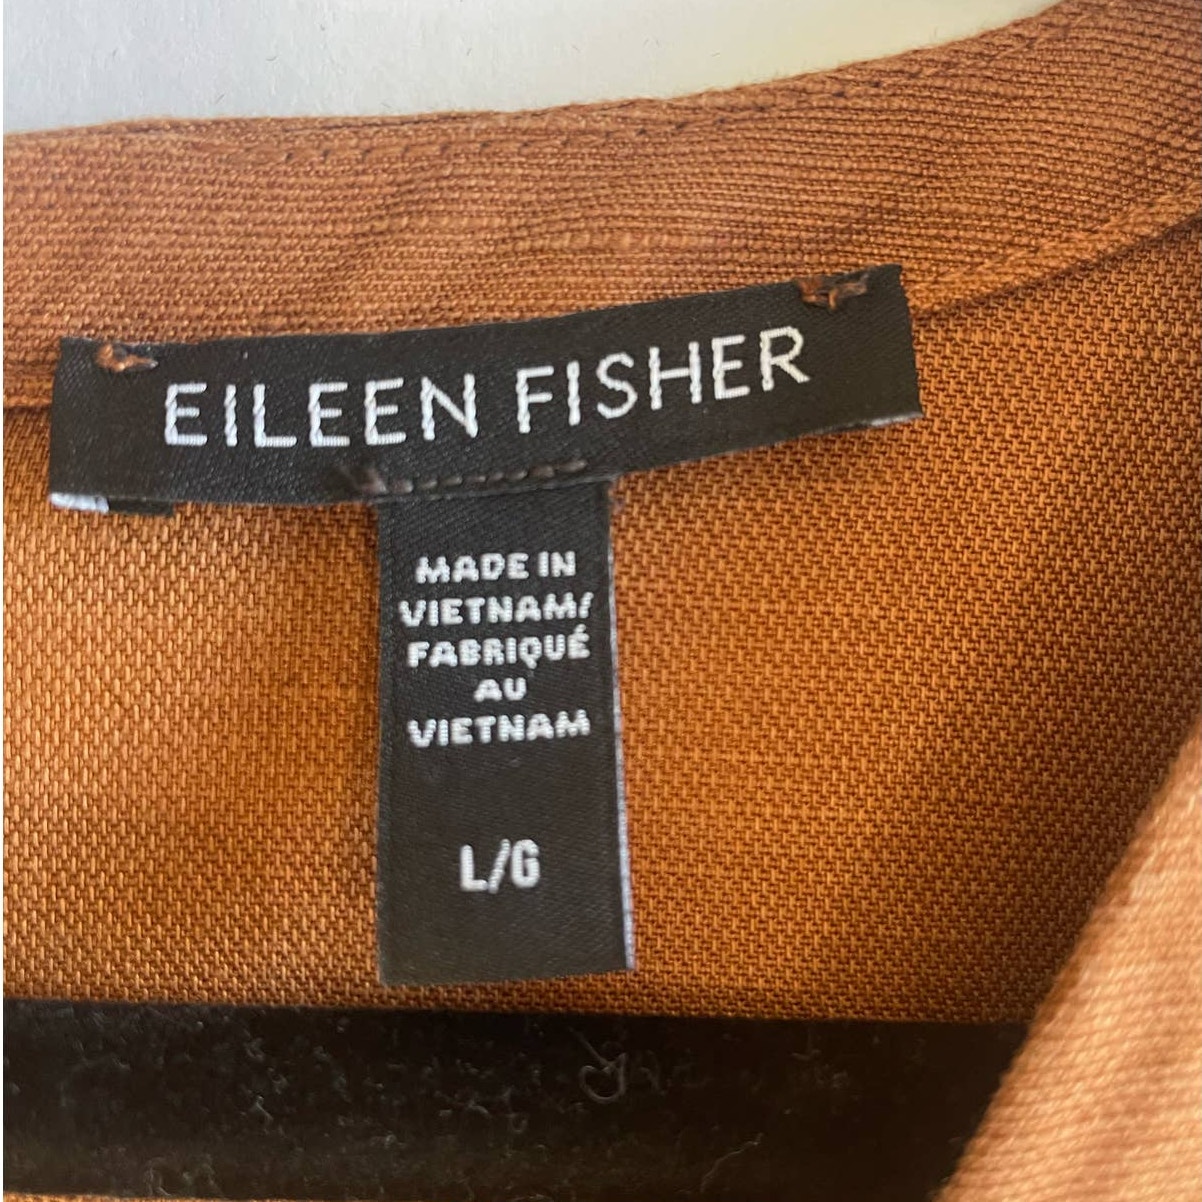 EILEEN FISHER
MADE IN
VIETNAM/
FABRIQUÉ
AU
VIETNAM
L/G